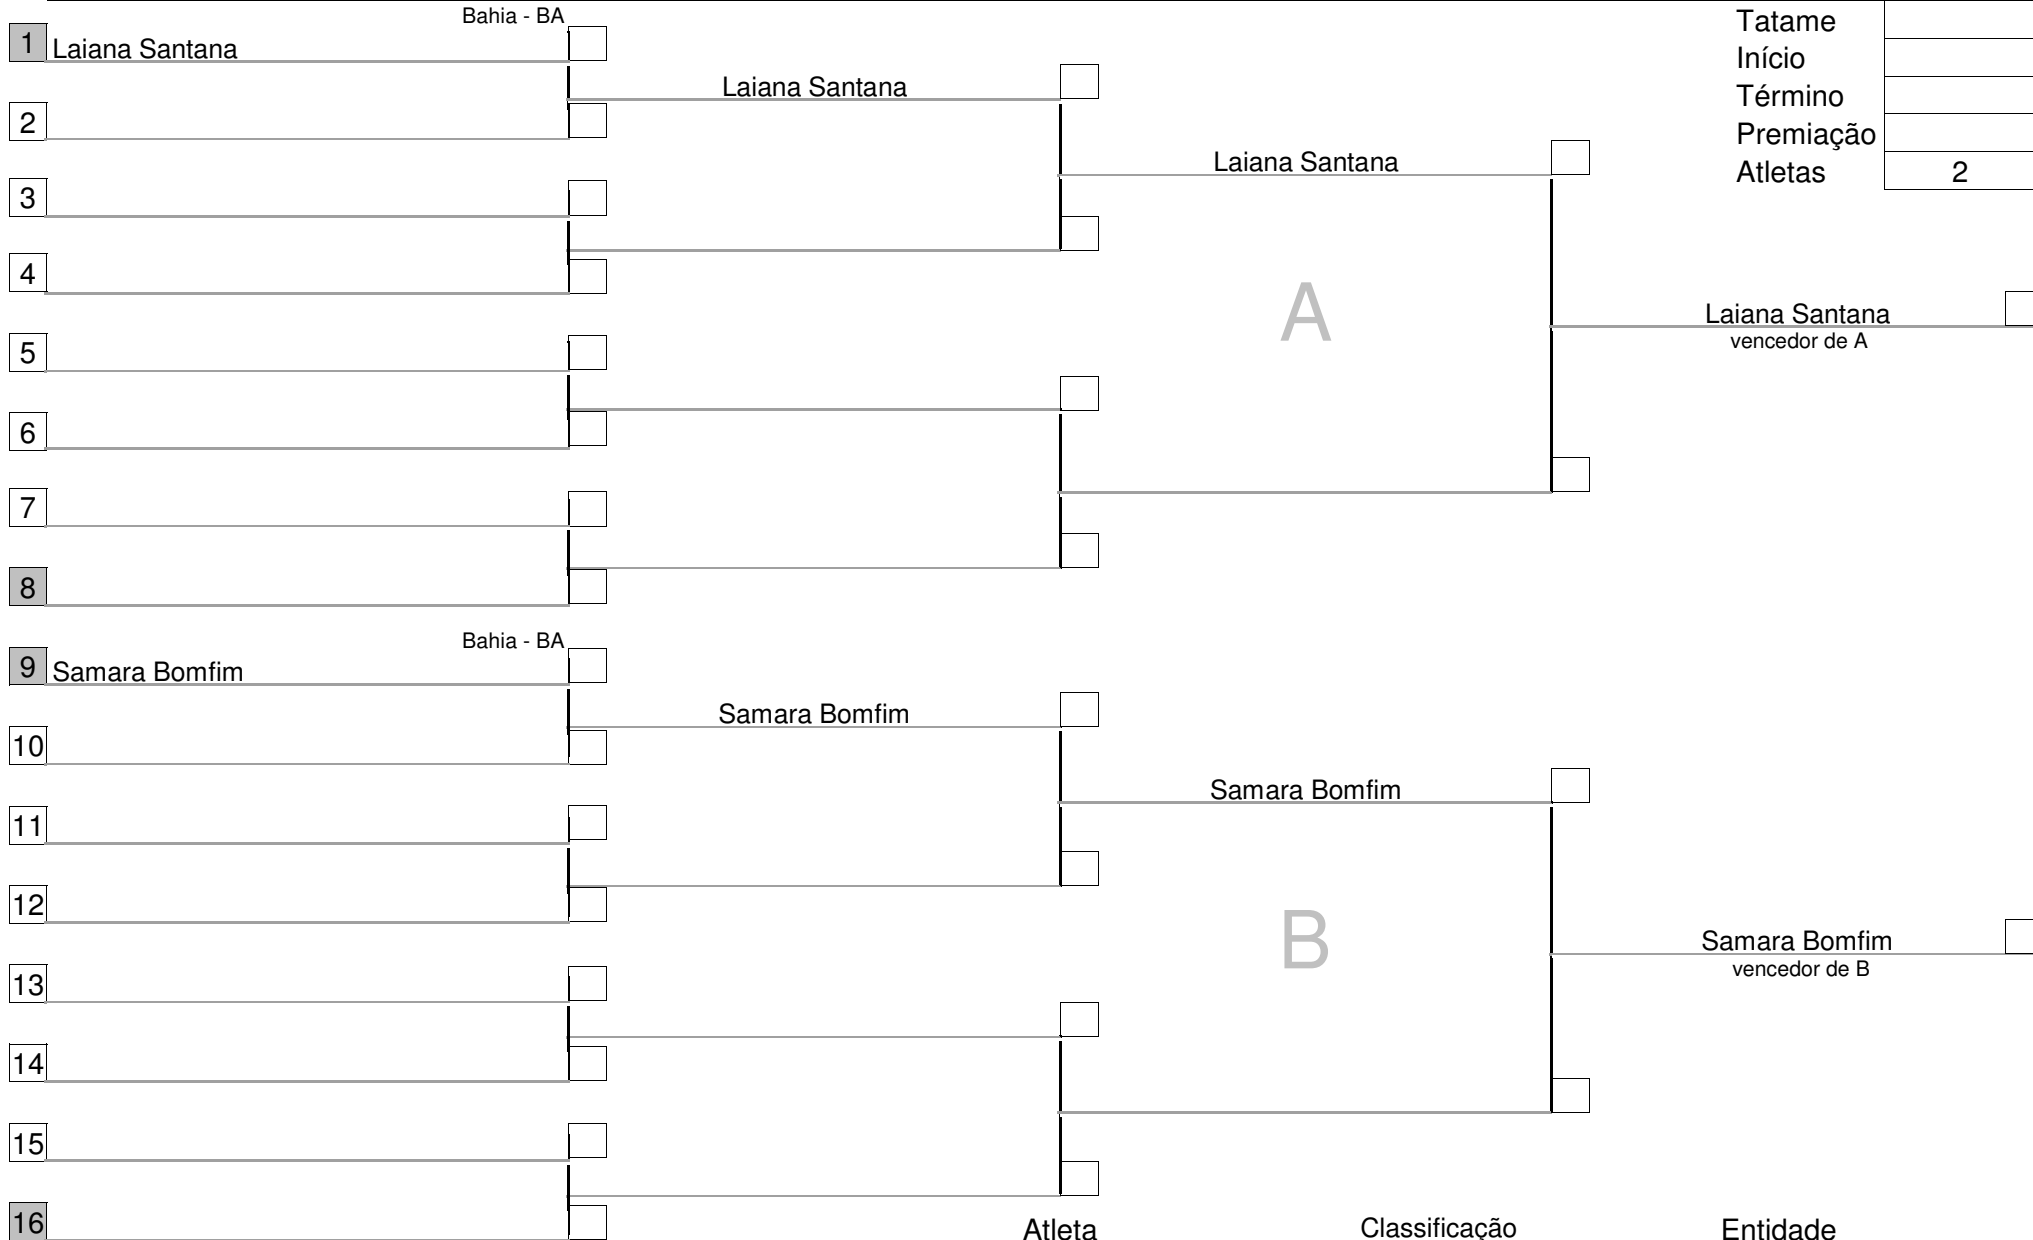 Bahia - BA
Tatame
1 Laiana Santana
Início
Laiana Santana
Término
2
Premiação
Laiana Santana
Atletas 2
3
4
A
Laiana Santana
vencedor de A
5
6
7
8
Bahia - BA
9 Samara Bomfim
Samara Bomfim
10
Samara Bomfim
11
12
B
Samara Bomfim
vencedor de B
13
14
15
16
Atleta Classificação Entidade